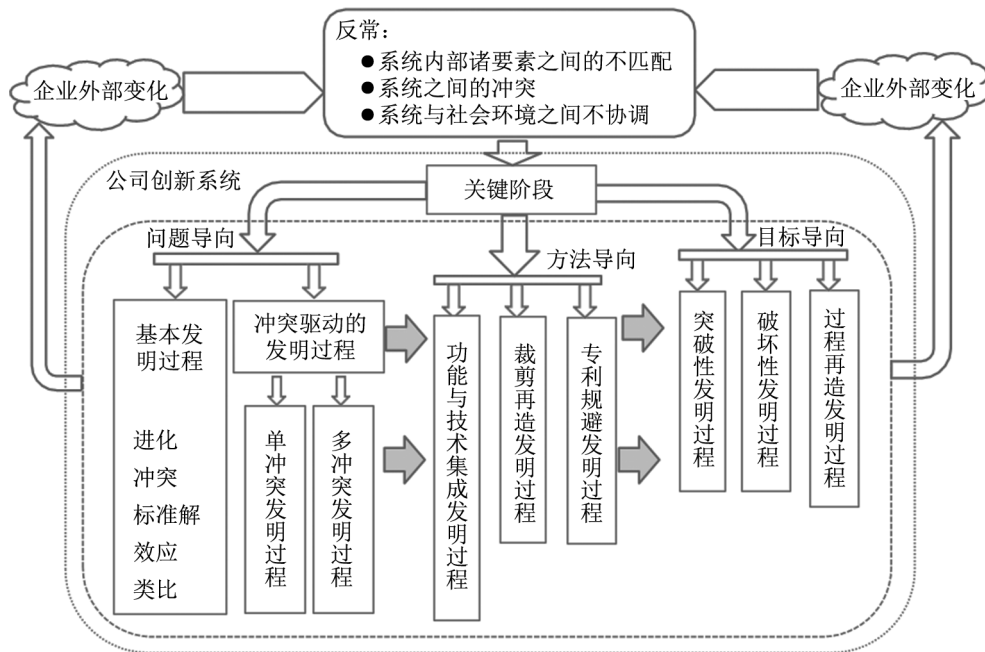 反常：
●系统内部诸要素之间的不匹配
●系统之间的冲突
●系统与社会环境之间不协调
企业外部变化
企业外部变化
公司创新系统
关键阶段
问题导向
方法导向
目标导向
基本发
明过程
进化
冲突
标准解
效应
类比
冲突驱动的
发明过程
单冲突发明过程
多冲突发明过程
功能与技术集成发明过程
裁剪再造发明过程
专利规避发明过程
突破性发明过程
破坏性发明过程
过程再造发明过程